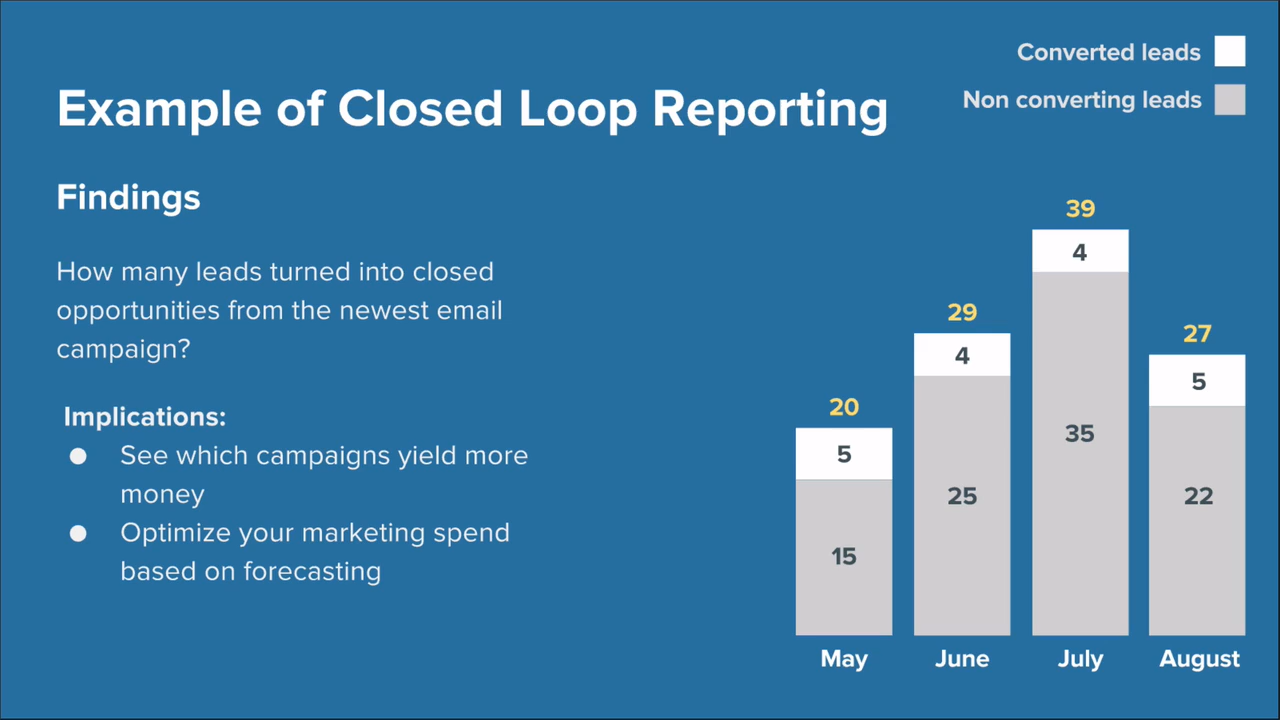 Converted leads
Non converting leads
Example of Closed Loop Reporting
Findings
How many leads turned into closed
opportunities from the newest email
campaign?
Implications:
● See which campaigns yield more
money
● Optimize your marketing spend
based on forecasting
20
5
15
May
29
4
25
June
39
4
35
July
27
5
22
August